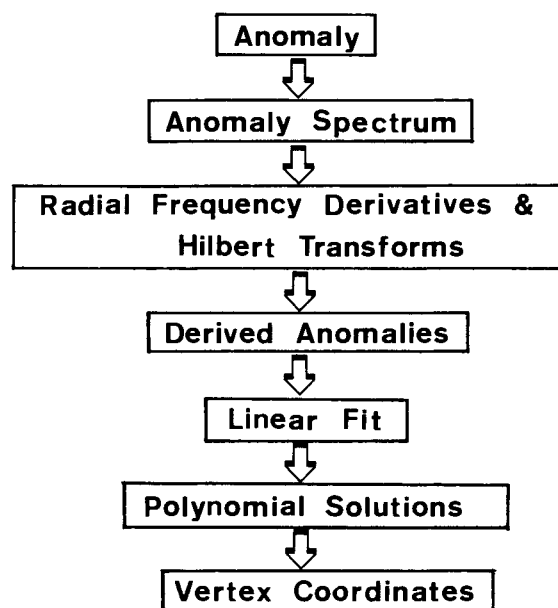 Anomaly
Anomaly Spectrum
Radial Frequency Derivatives &
Hilbert Transforms
Derived Anomalies
Linear Fit
Polynomial Solutions
Vertex Coordinates